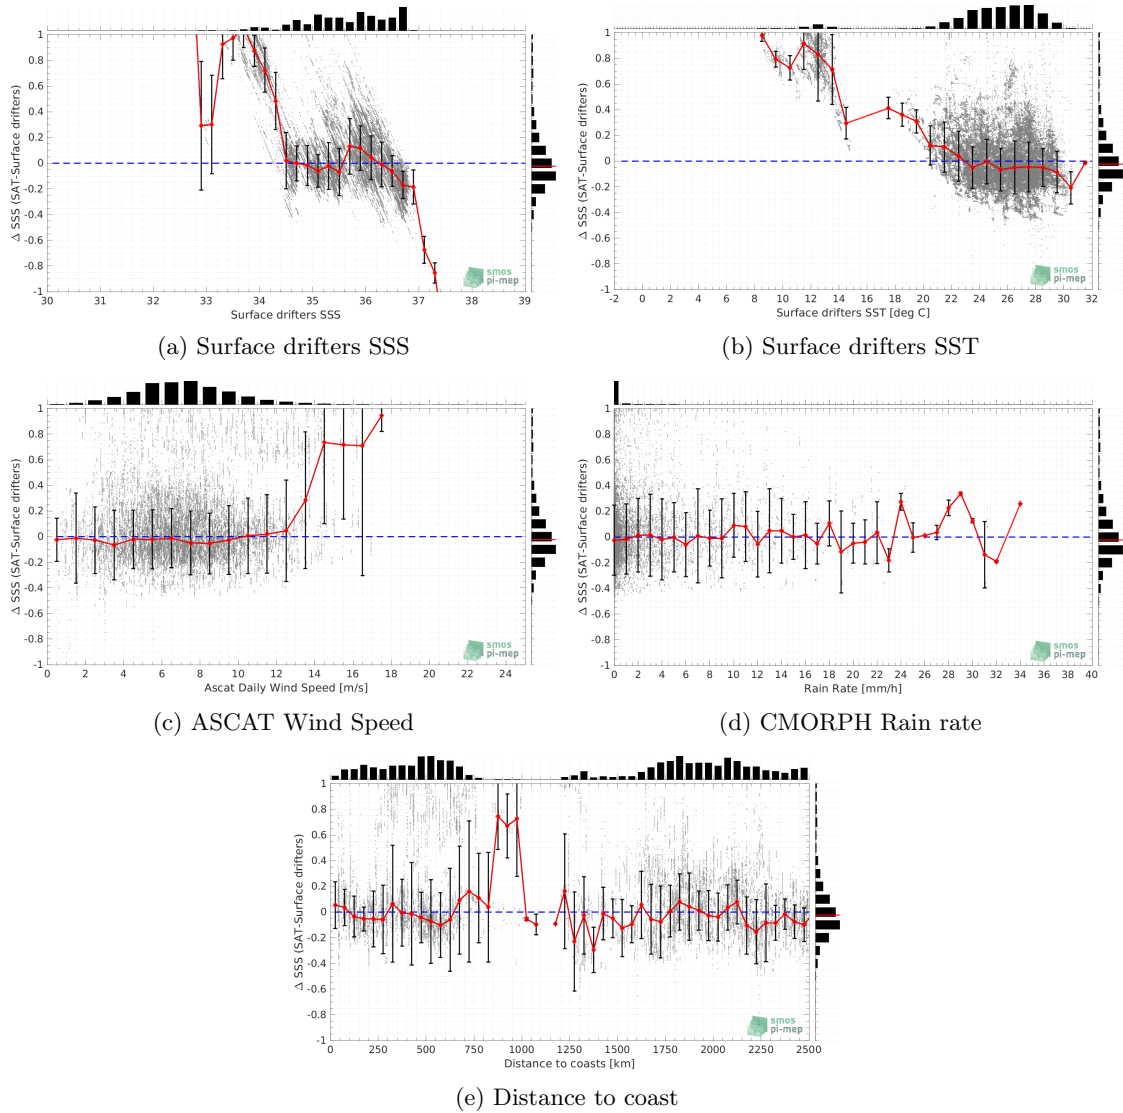 Δ SSS (SAT-Surface drifters)
1
0.8
0.6
0.4
0.2
0
-0.2
-0.4
-0.6
-0.8
-1
30 31 32 33 34 35 36 37 38 39
Surface drifters SSS
smos
pi-mep
(a) Surface drifters SSS
Δ SSS (SAT-Surface drifters)
1
0.8
0.6
0.4
0.2
0
-0.2
-0.4
-0.6
-0.8
-1
-2 0 2 4 6 8 10 12 14 16 18 20 22 24 26 28 30 32
Surface drifters SST [deg C]
smos
pi-mep
(b) Surface drifters SST
Δ SSS (SAT-Surface drifters)
1
0.8
0.6
0.4
0.2
0
-0.2
-0.4
-0.6
-0.8
-1
0 2 4 6 8 10 12 14 16 18 20 22 24
Ascat Daily Wind Speed [m/s]
smos
pi-mep
(c) ASCAT Wind Speed
Δ SSS (SAT-Surface drifters)
1
0.8
0.6
0.4
0.2
0
-0.2
-0.4
-0.6
-0.8
-1
0 2 4 6 8 10 12 14 16 18 20 22 24 26 28 30 32 34 36 38 40
Rain Rate [mm/h]
smos
pi-mep
(d) CMORPH Rain rate
Δ SSS (SAT-Surface drifters)
1
0.8
0.6
0.4
0.2
0
-0.2
-0.4
-0.6
-0.8
-1
0 250 500 750 1000 1250 1500 1750 2000 2250 2500
Distance to coasts [km]
smos
pi-mep
(e) Distance to coast